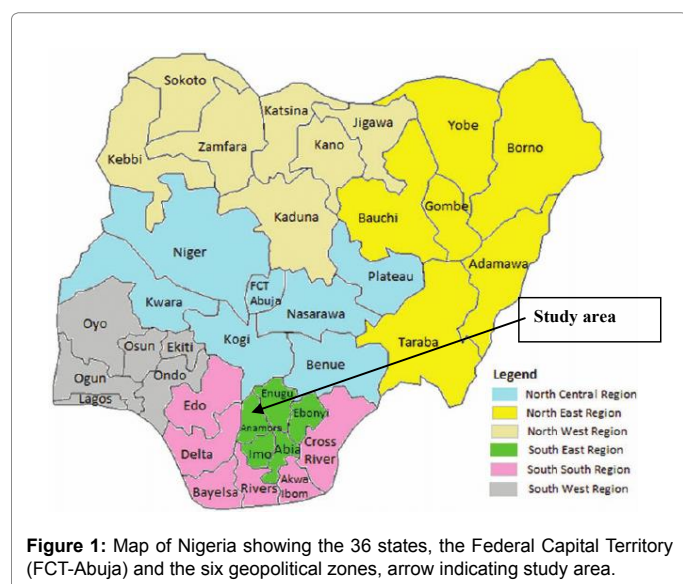 Sokoto
Katsina
Jigawa
Yobe
Borno
Zamfara
Kano
Kebbi
Kaduna
Bauchi
Gombe
Niger
Adamawa
Plateau
FCT
Abuja
Kwara
Nasarawa
Oyo
Kogi
Taraba
Study area
Osun
Ekiti
Benue
Ogun
Ondo
Lagos
Edo
Enugu
Ebonyi
Anambra
Cross
River
Delta
Imo
Abia
Bayelsa
Rivers
Akwa
Ibom
Legend
North Central Region
North East Region
North West Region
South East Region
South South Region
South West Region
Figure 1: Map of Nigeria showing the 36 states, the Federal Capital Territory
(FCT-Abuja) and the six geopolitical zones, arrow indicating study area.